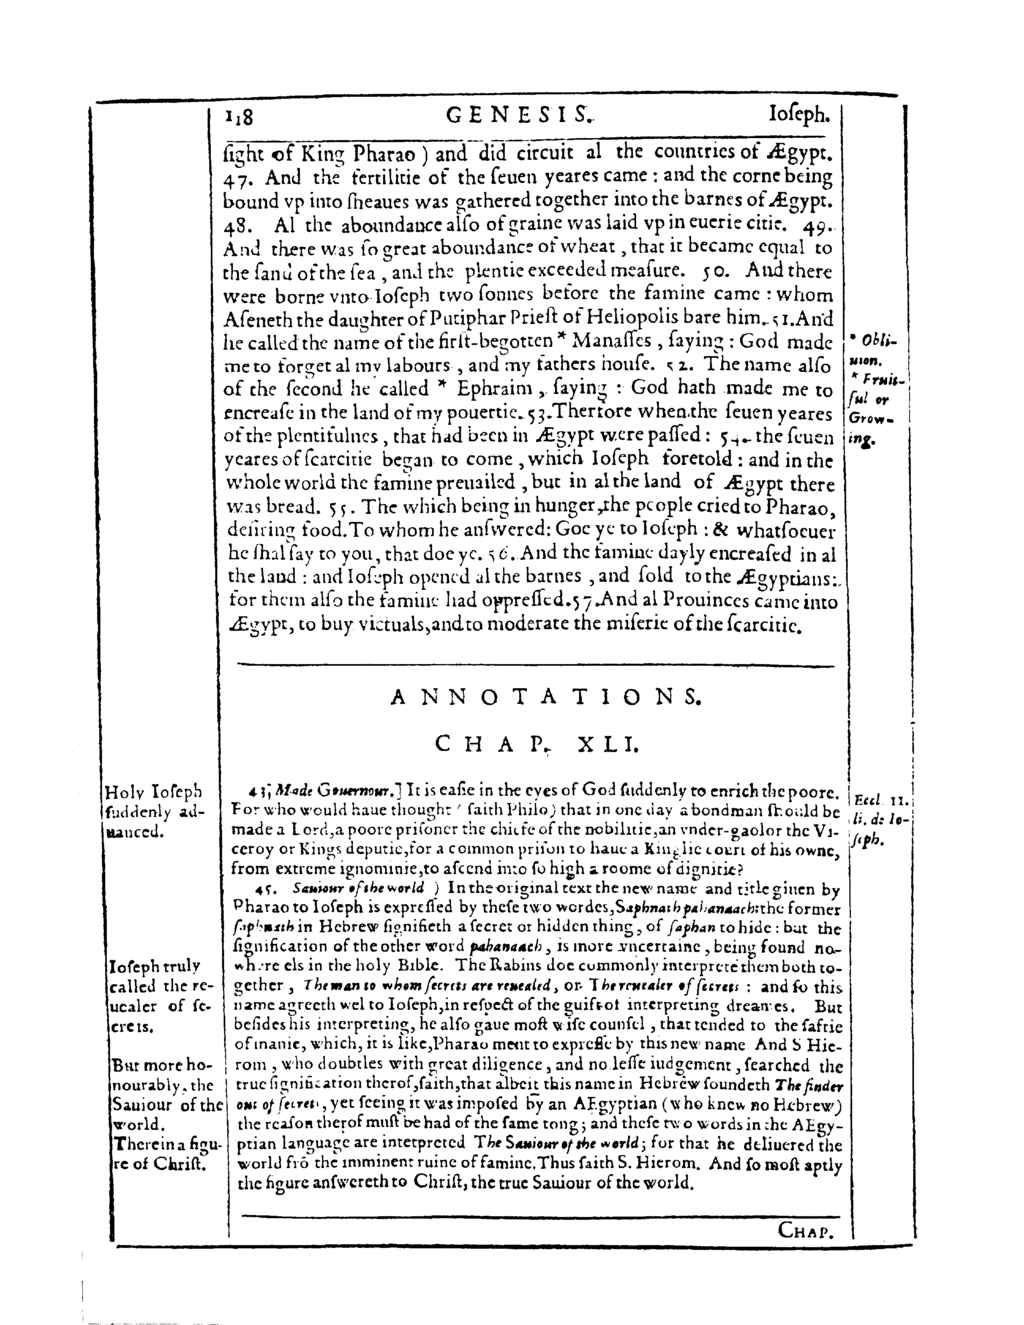 118 GENESIS. Ioſeph.
ſight of King Pharao ) and did circuit al the countries of Ægypt.
47. And the fertilitie of the ſeuen yeares came : and the corne being
bound vp into ſheaues was gathered together into the barnes of Ægypt.
48. Al the aboundance alſo of graine was laid vp in euerie citie. 49.
And there was ſo great aboundance of wheat , that it became equal to
the ſand of the ſea , and the plentie exceeded meaſure. 50. And there
were borne vnto Ioſeph two ſonnes before the famine came : whom
Aſeneth the daughter of Putiphar Prieſt of Heliopolis bare him. 51. And
he called the name of the firſt-begotten * Manaſſes , ſaying : God made
me to forget al my labours , and my fathers houſe. 52. The name alſo
of the ſecond he called * Ephraim , ſaying : God hath made me to
encreaſe in the land of my pouertie. 53. Therfore when the ſeuen yeares
of the plentifulnes , that had been in Ægypt were paſſed : 54. the ſeuen
yeares of ſcarcitie began to come , which Ioſeph foretold : and in the
whole world the famine preuailed , but in al the land of Ægypt there
was bread. 55. The which being in hunger, the people cried to Pharao,
deſiring food. To whom he anſwered: Goe ye to Ioſeph : & whatſoeuer
he ſhal ſay to you, that doe ye. 56. And the famine dayly encreaſed in al
the land : and Ioſeph opened al the barnes , and ſold to the Ægyptians:
for them alſo the famine had oppreſſed. 57. And al Prouinces came into
Ægypt, to buy victuals, and to moderate the miſerie of the ſcarcitie.
* Obli-
uion.
* Fruit-
ful or
Grow-
ing.
ANNOTATIONS.
CHAP. XLI.
43. Made Gouernour.] It is eaſie in the eyes of God ſuddenly to enrich the poore.
For who would haue thought ( ſaith Philo) that in one day a bondman ſhould be
made a Lord, a poore priſoner the chiefe of the nobilitie, an vnder-gaolor the Vi-
ceroy or Kings deputie, for a common priſon to haue a Kinglie court of his owne,
from extreme ignominie, to aſcend into ſo high a roome of dignitie?
45. Sauiour of the world ) In the original text the new name and title giuen by
Pharao to Ioſeph is expreſſed by theſe two wordes, Saphnath pahanaach: the former
ſaphnath in Hebrew ſignifieth a ſecret or hidden thing, of ſaphan to hide: but the
ſignification of the other word pahanaach, is more vncertaine, being found no-
where els in the holy Bible. The Rabins doe commonly interprete them both to-
gether , The man to whom ſecrets are reuealed, or The reuealer of ſecrets : and ſo this
name agreeth wel to Ioſeph, in reſpect of the guift of interpreting dreames. But
beſides his interpreting, he alſo gaue moſt wiſe counſel , that tended to the ſaftie
of manie, which, it is like, Pharao ment to expreſſe by this new name And S Hie-
rom , who doubtles with great diligence, and no leſſe iudgement, ſearched the
true ſignification therof, ſaith, that albeit this name in Hebrew ſoundeth The finder
out of ſecrets, yet ſeeing it was impoſed by an AEgyptian (who knew no Hebrew)
the reaſon therof muſt be had of the ſame tong; and theſe two words in the AEgy-
ptian language are intetpreted The Sauiour of the world; for that he deliuered the
world frõ the imminent ruine of famine. Thus ſaith S. Hierom. And ſo moſt aptly
the figure anſwereth to Chriſt, the true Sauiour of the world.
Holy Ioſeph
ſuddenly ad-
uanced.
Ioſeph truly
called the re-
uealer of ſe-
crets.
But more ho-
nourably, the
Sauiour of the
world.
Therein a figu-
re of Chriſt.
Eccl. 11.
li. de Io-
ſeph.
CHAP.